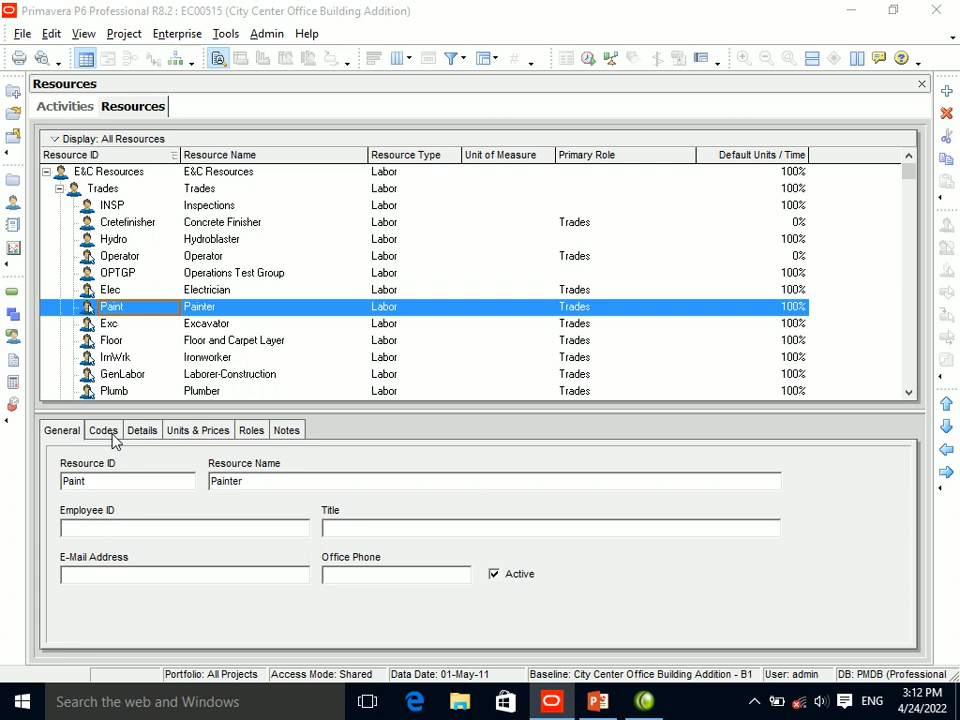 Primavera P6 Professional R8.2 : EC00515 (City Center Office Building Addition)
File Edit View Project Enterprise Tools Admin Help
Resources
Activities Resources
Display: All Resources
Resource ID Resource Name Resource Type Unit of Measure Primary Role Default Units / Time
E&C Resources E&C Resources Labor 100%
Trades Trades Labor 100%
INSP Inspections Labor 100%
Cretefinisher Concrete Finisher Labor Trades 0%
Hydro Hydroblaster Labor 100%
Operator Operator Labor Trades 0%
OPTGP Operations Test Group Labor 100%
Elec Electrician Labor Trades 100%
Paint Painter Labor Trades 100%
Exc Excavator Labor Trades 100%
Floor Floor and Carpet Layer Labor Trades 100%
IrnWrk Ironworker Labor Trades 100%
GenLabor Laborer-Construction Labor Trades 100%
Plumb Plumber Labor Trades 100%
General Codes Details Units & Prices Roles Notes
Resource ID Resource Name
Paint Painter
Employee ID Title
E-Mail Address Office Phone
Active
Portfolio: All Projects Access Mode: Shared Data Date: 01-May-11 Baseline: City Center Office Building Addition - B1 User: admin DB: PMDB (Professional
Search the web and Windows ENG
3:12 PM
4/24/2022